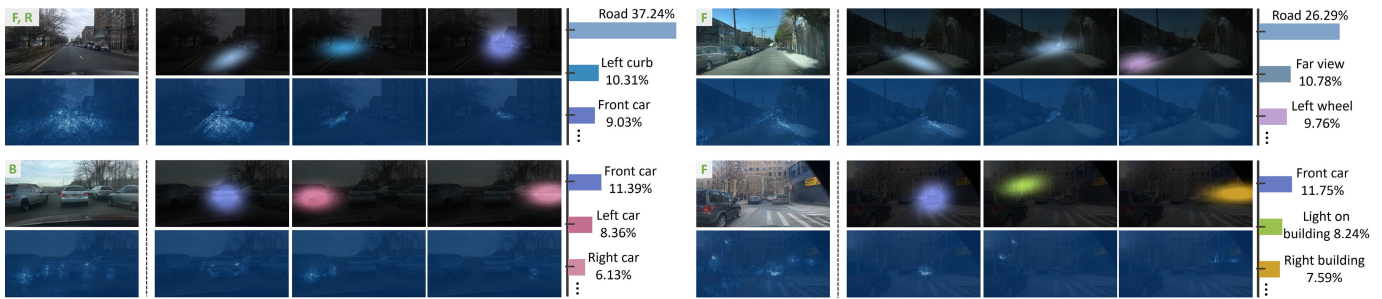 F, R
Road 37.24%
Left curb
10.31%
Front car
9.03%
F
Road 26.29%
Far view
10.78%
Left wheel
9.76%
B
Front car
11.39%
Left car
8.36%
Right car
6.13%
F
Front car
11.75%
Light on
building 8.24%
Right building
7.59%